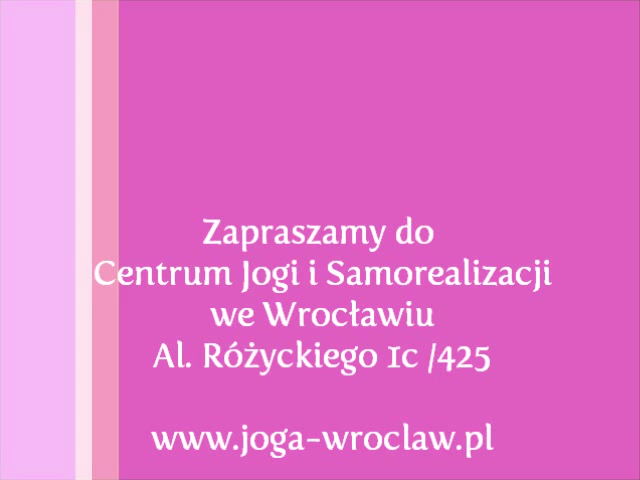 Zapraszamy do
Centrum Jogi i Samorealizacji
we Wrocławiu
Al. Różyckiego 1c /425
www.joga-wroclaw.pl